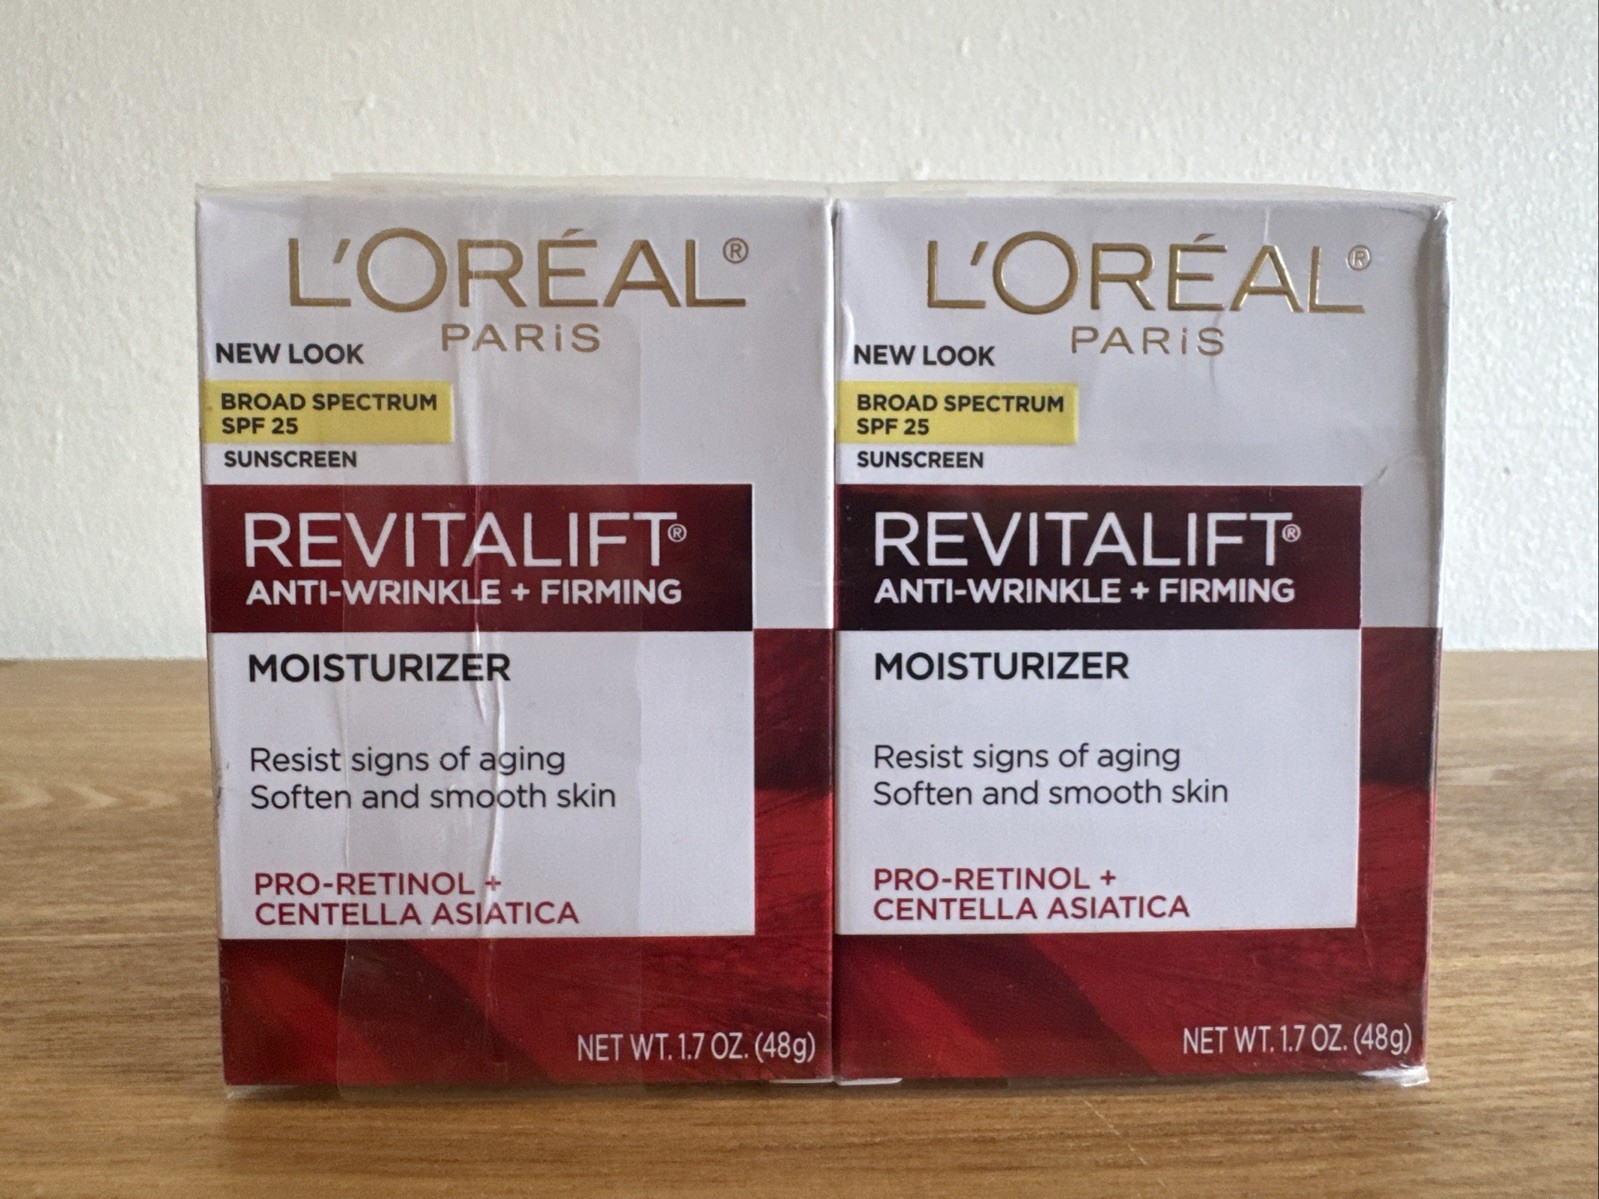 L'ORÉAL®
PARiS
NEW LOOK
BROAD SPECTRUM
SPF 25
SUNSCREEN
REVITALIFT®
ANTI-WRINKLE + FIRMING
MOISTURIZER
Resist signs of aging
Soften and smooth skin
PRO-RETINOL +
CENTELLA ASIATICA
NET WT. 1.7 OZ. (48g)
L'ORÉAL®
PARiS
NEW LOOK
BROAD SPECTRUM
SPF 25
SUNSCREEN
REVITALIFT®
ANTI-WRINKLE + FIRMING
MOISTURIZER
Resist signs of aging
Soften and smooth skin
PRO-RETINOL +
CENTELLA ASIATICA
NET WT. 1.7 OZ. (48g)